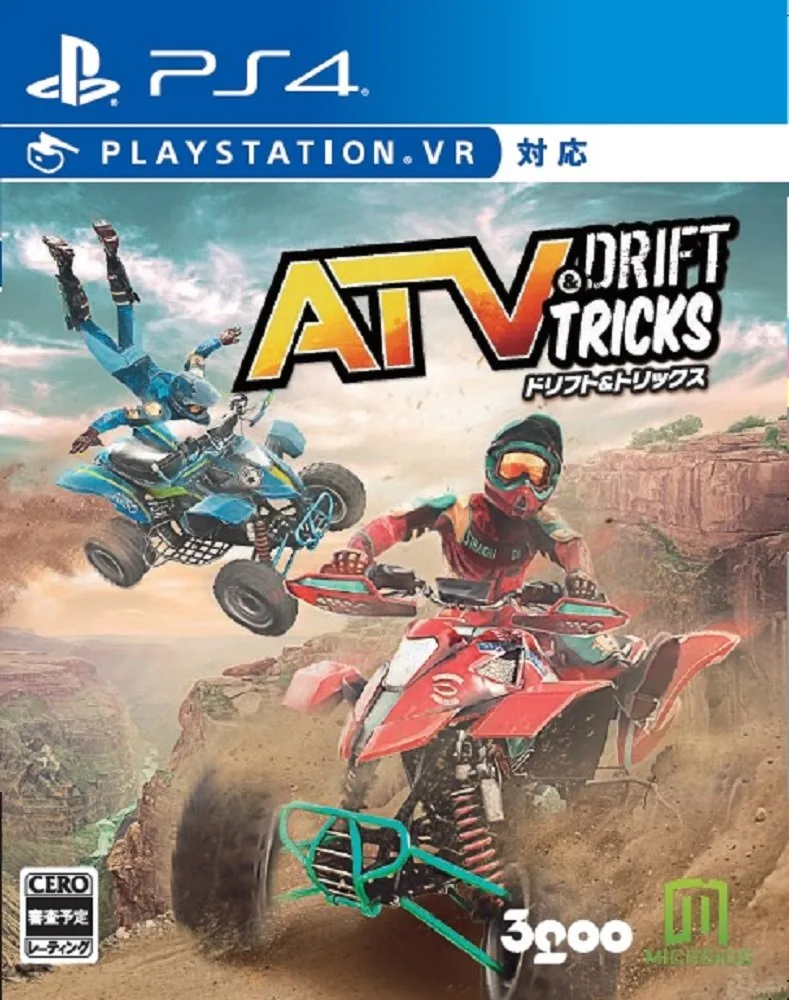 PS4
PLAYSTATION®VR 対応
ATV & DRIFT
TRICKS
ドリフト&トリックス
CERO
審査予定
レーティング
3goo
MICROIDS